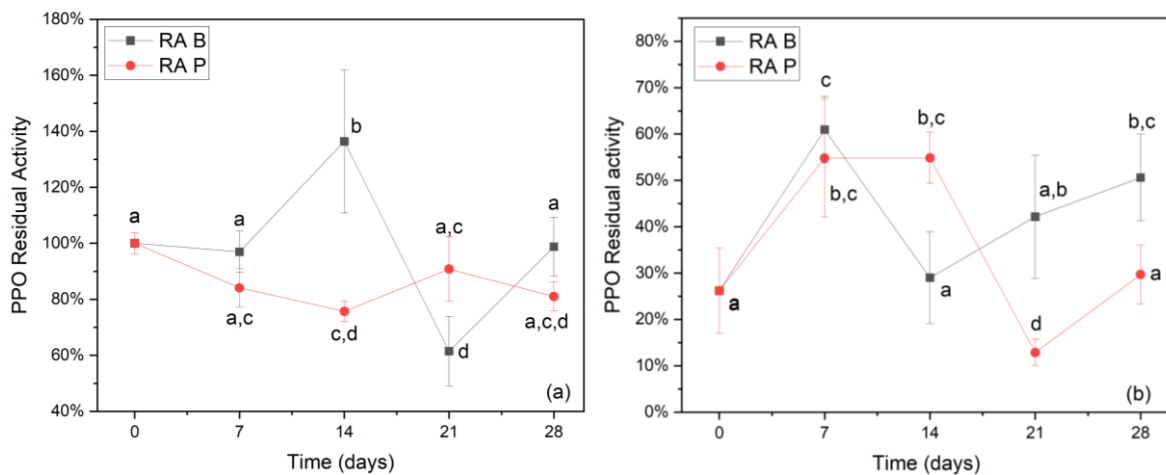 180%
160%
140%
120%
100%
80%
60%
40%
PPO Residual Activity
RA B
RA P
a
a
a,c
b
c,d
a,c
d
a
a,c,d
(a)
0
7
14
21
28
Time (days)
80%
70%
60%
50%
40%
30%
20%
10%
0%
PPO Residual activity
RA B
RA P
a
c
b,c
b,c
a
a,b
d
b,c
a
(b)
0
7
14
21
28
Time (days)